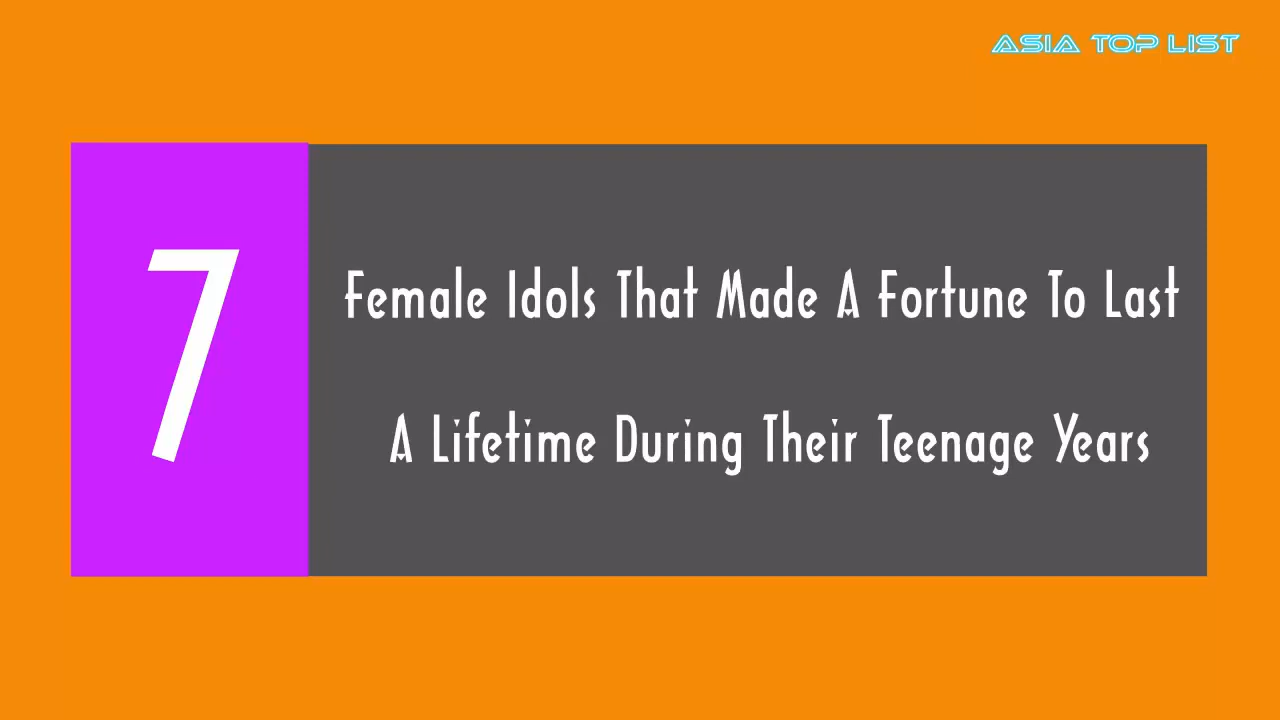 ASIA TOP LIST
7
Female Idols That Made A Fortune To Last
A Lifetime During Their Teenage Years